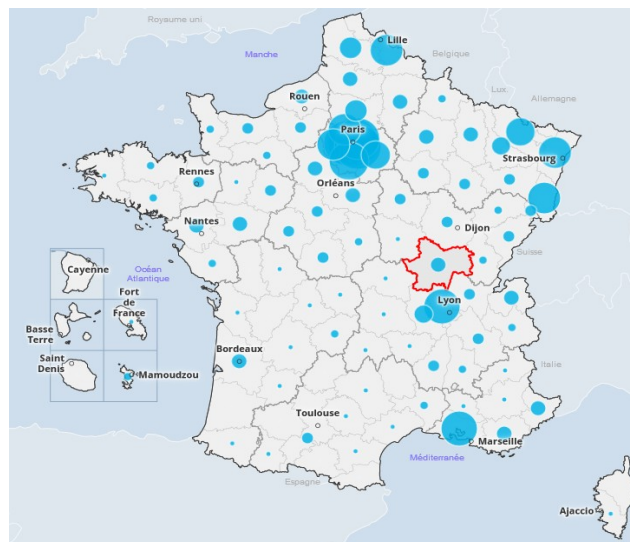 Royaume uni
Lille
Manche
Belgique
Lux.
Allemagne
Rouen
Paris
Strasbourg
Rennes
Orléans
Nantes
Dijon
Suisse
Cayenne
Océan
Atlantique
Fort
de
France
Lyon
Basse
Terre
Bordeaux
Saint
Denis
Mamoudzou
Italie
Toulouse
Marseille
Méditerranée
Espagne
Ajaccio